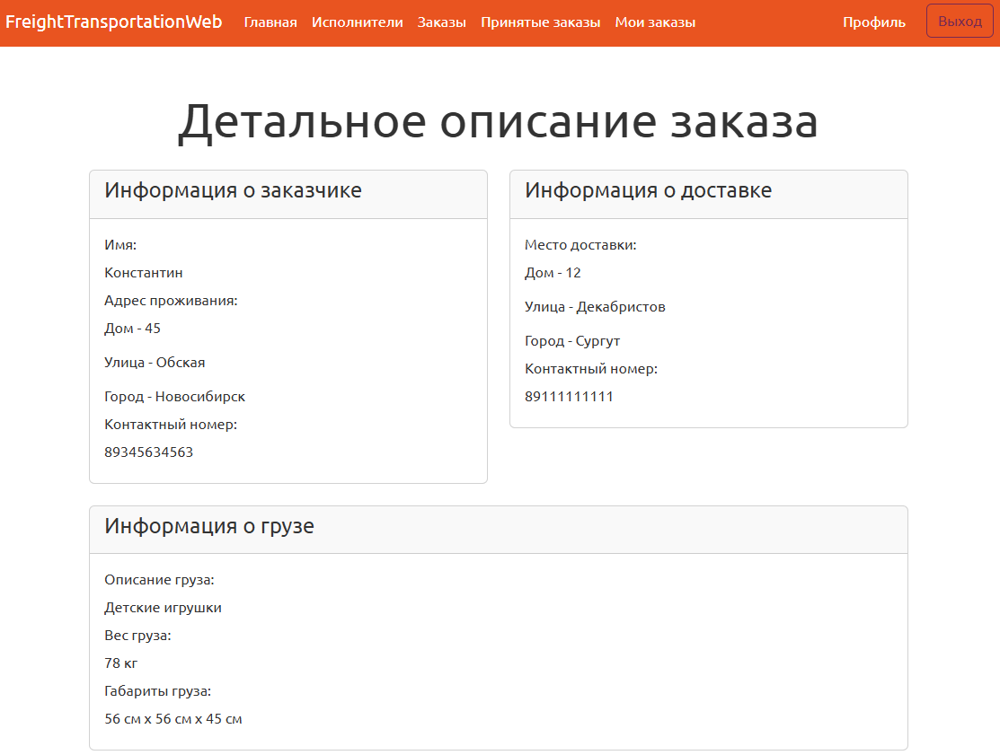 FreightTransportationWeb Главная Исполнители Заказы Принятые заказы Мои заказы Профиль Выход
Детальное описание заказа
Информация о заказчике
Имя:
Константин
Адрес проживания:
Дом - 45
Улица - Обская
Город - Новосибирск
Контактный номер:
89345634563
Информация о доставке
Место доставки:
Дом - 12
Улица - Декабристов
Город - Сургут
Контактный номер:
89111111111
Информация о грузе
Описание груза:
Детские игрушки
Вес груза:
78 кг
Габариты груза:
56 см x 56 см x 45 см